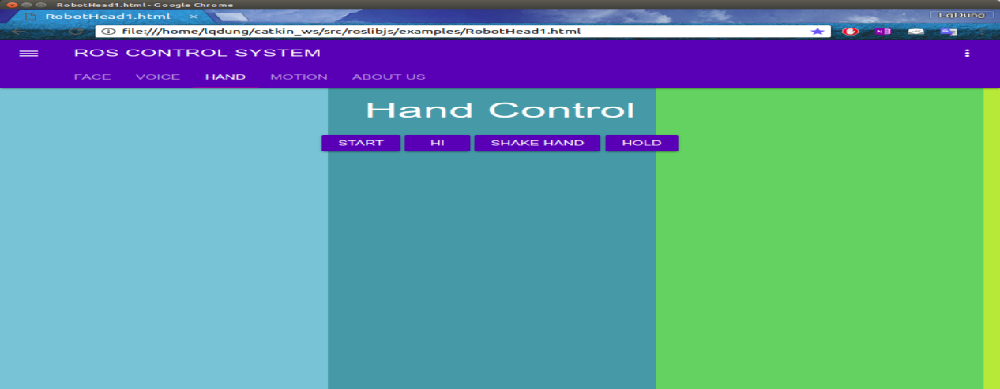 RobotHead1.html - Google Chrome
RobotHead1.html
LqDung
file:///home/lqdung/catkin_ws/src/roslibjs/examples/RobotHead1.html
ROS CONTROL SYSTEM
FACE VOICE HAND MOTION ABOUT US
Hand Control
START HI SHAKE HAND HOLD